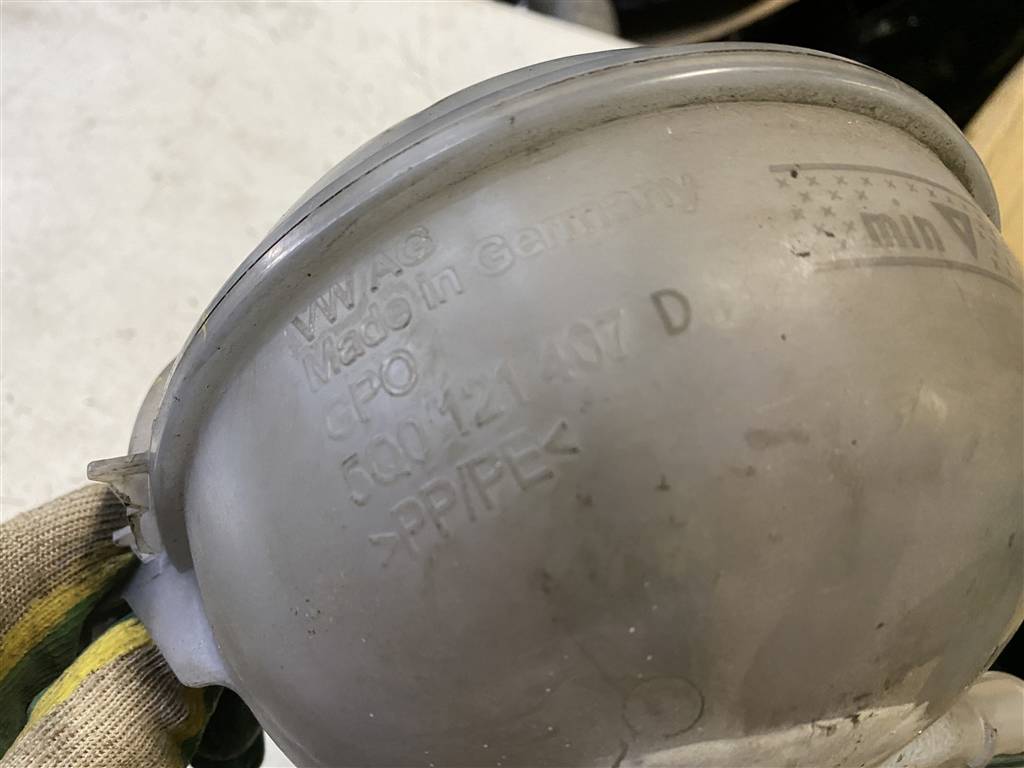 VW AG
Made in Germany
CPO
5Q0 121 407 D
>PP/PE<
min